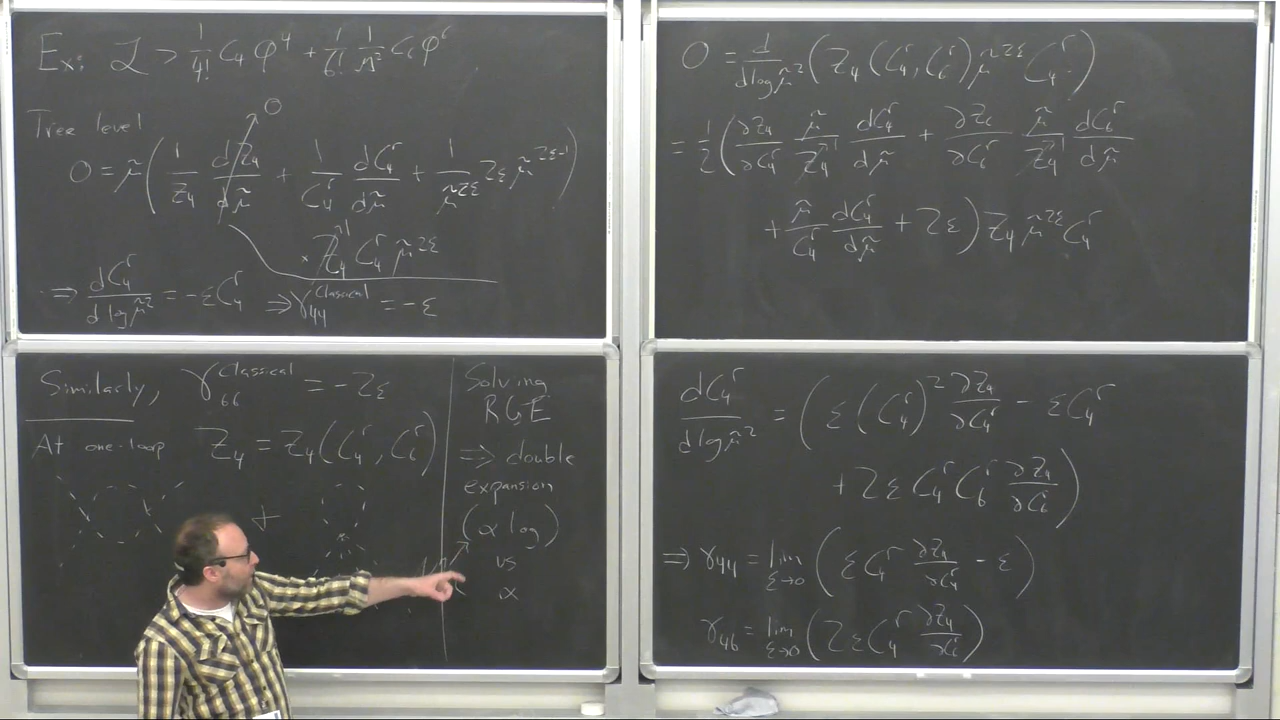 Ex: ℒ > 1/4! C₄ φ⁴ + 1/6! 1/Λ² C₆ φ⁶
Tree level
0 = μ̃ ( 1/Z₄ dZ₄/dμ̃ + 1/C₄ʳ dC₄ʳ/dμ̃ + 1/μ̃^{2ε} 2ε μ̃^{2ε-1} )
0
× Z₄ C₄ʳ μ̃^{2ε}
1
⇒ dC₄ʳ/d log μ̃² = -ε C₄ʳ ⇒ γ₄₄^{Classical} = -ε
Similarly, γ₆₆^{Classical} = -2ε
At one-loop Z₄ = Z₄(C₄ʳ, C₆ʳ)
+
Solving
RGE
⇒ double
expansion
(α log)
vs
α
0 = d/d log μ̃² ( Z₄(C₄ʳ, C₆ʳ) μ̃^{2ε} C₄ʳ )
= 1/2 ( ∂Z₄/∂C₄ʳ μ̃/Z₄ dC₄ʳ/dμ̃ + ∂Z₆/∂C₆ʳ μ̃/Z₄ dC₆ʳ/dμ̃
+ μ̃/C₄ʳ dC₄ʳ/dμ̃ + 2ε ) Z₄ μ̃^{2ε} C₄ʳ
dC₄ʳ/d log μ̃² = ( ε (C₄ʳ)² ∂Z₄/∂C₄ʳ - ε C₄ʳ
+ 2ε C₄ʳ C₆ʳ ∂Z₄/∂C₆ʳ )
⇒ γ₄₄ = lim_{ε→0} ( ε C₄ʳ ∂Z₄/∂C₄ʳ - ε )
γ₄₆ = lim_{ε→0} ( 2ε C₄ʳ ∂Z₄/∂C₆ʳ )